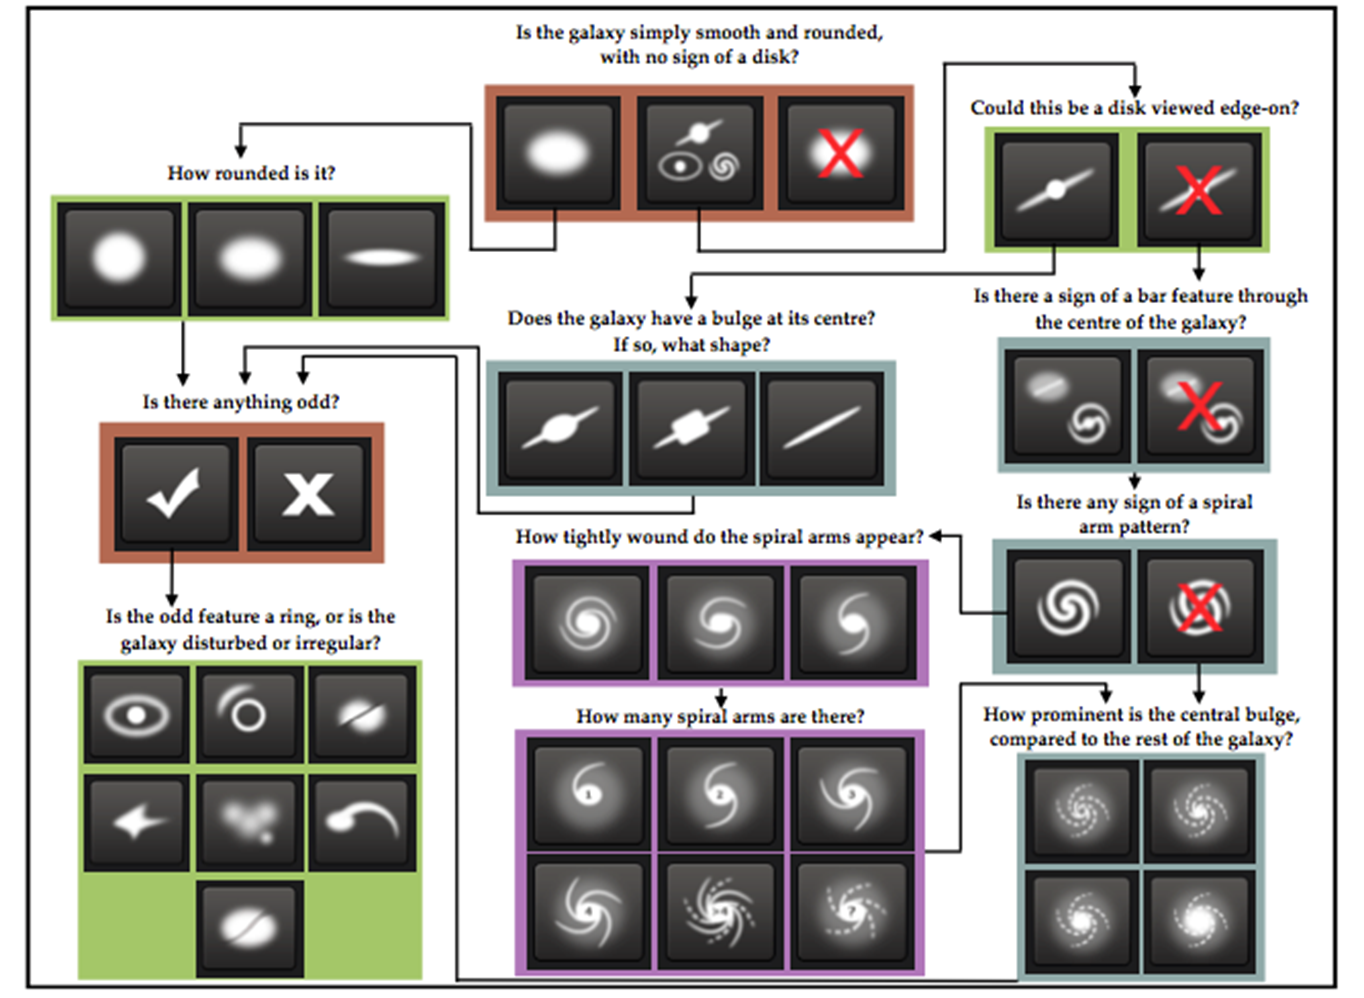 Is the galaxy simply smooth and rounded,
with no sign of a disk?
Could this be a disk viewed edge-on?
How rounded is it?
Is there a sign of a bar feature through
the centre of the galaxy?
Does the galaxy have a bulge at its centre?
If so, what shape?
Is there anything odd?
Is there any sign of a spiral
arm pattern?
How tightly wound do the spiral arms appear?
Is the odd feature a ring, or is the
galaxy disturbed or irregular?
How many spiral arms are there?
How prominent is the central bulge,
compared to the rest of the galaxy?
1
2
3
4
?